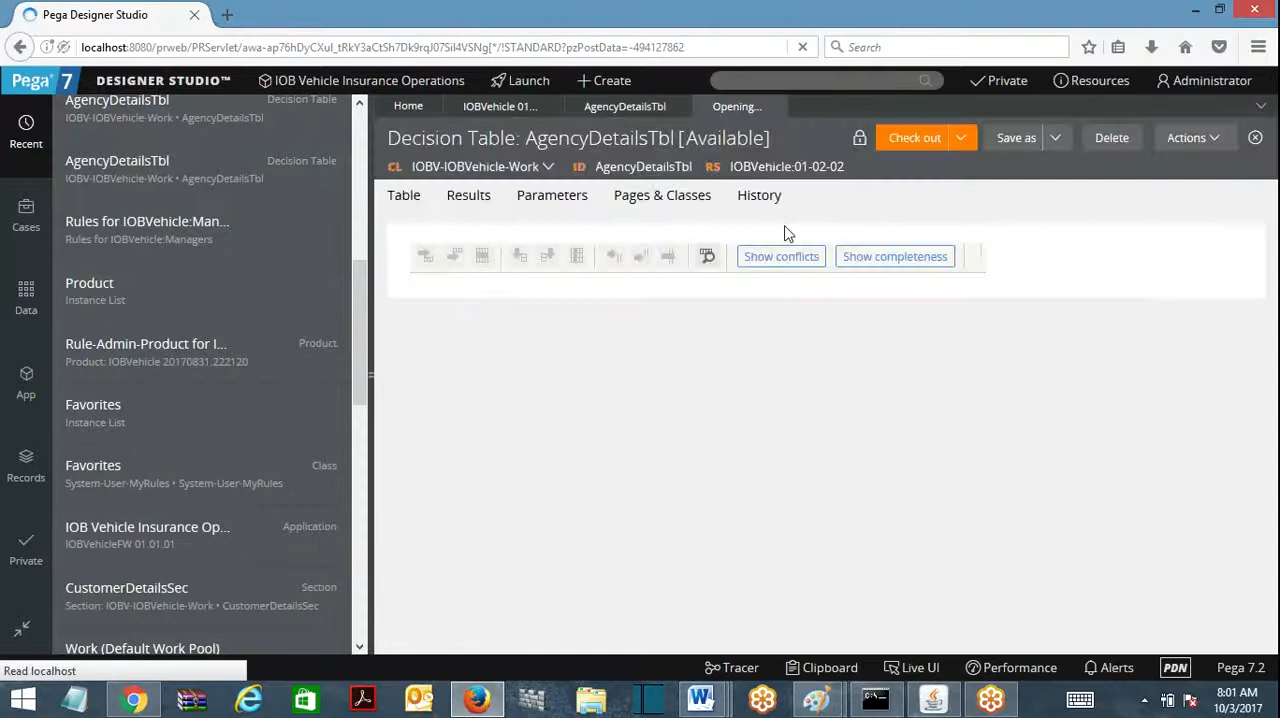 Pega Designer Studio
localhost:8080/prweb/PRServlet/awa-ap76hDyCXuI_tRkY3aCtSh7Dk9rqJ07Sil4VSNg[*/!STANDARD?pzPostData=-494127862
Search
Pega 7 DESIGNER STUDIO™ IOB Vehicle Insurance Operations Launch Create Private Resources Administrator
Home IOBVehicle 01... AgencyDetailsTbl Opening...
Recent
Cases
Data
App
Records
Private
AgencyDetailsTbl Decision Table
IOBV-IOBVehicle-Work • AgencyDetailsTbl
AgencyDetailsTbl Decision Table
IOBV-IOBVehicle-Work • AgencyDetailsTbl
Rules for IOBVehicle:Man...
Rules for IOBVehicle:Managers
Product
Instance List
Rule-Admin-Product for I... Product
Product: IOBVehicle 20170831.222120
Favorites
Instance List
Favorites Class
System-User-MyRules • System-User-MyRules
IOB Vehicle Insurance Op... Application
IOBVehicleFW 01.01.01
CustomerDetailsSec Section
Section: IOBV-IOBVehicle-Work • CustomerDetailsSec
Work (Default Work Pool)
Decision Table: AgencyDetailsTbl [Available]
Check out Save as Delete Actions
CL IOBV-IOBVehicle-Work ID AgencyDetailsTbl RS IOBVehicle:01-02-02
Table Results Parameters Pages & Classes History
Show conflicts Show completeness
Read localhost
Tracer Clipboard Live UI Performance Alerts PDN Pega 7.2
8:01 AM
10/3/2017